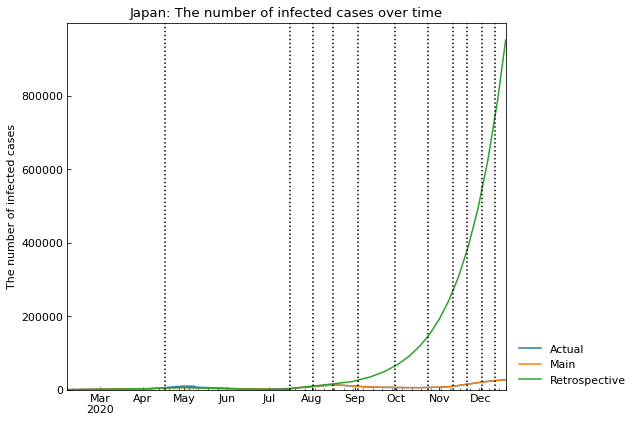 Japan: The number of infected cases over time
The number of infected cases
800000
600000
400000
200000
0
Mar
2020
Apr
May
Jun
Jul
Aug
Sep
Oct
Nov
Dec
Actual
Main
Retrospective